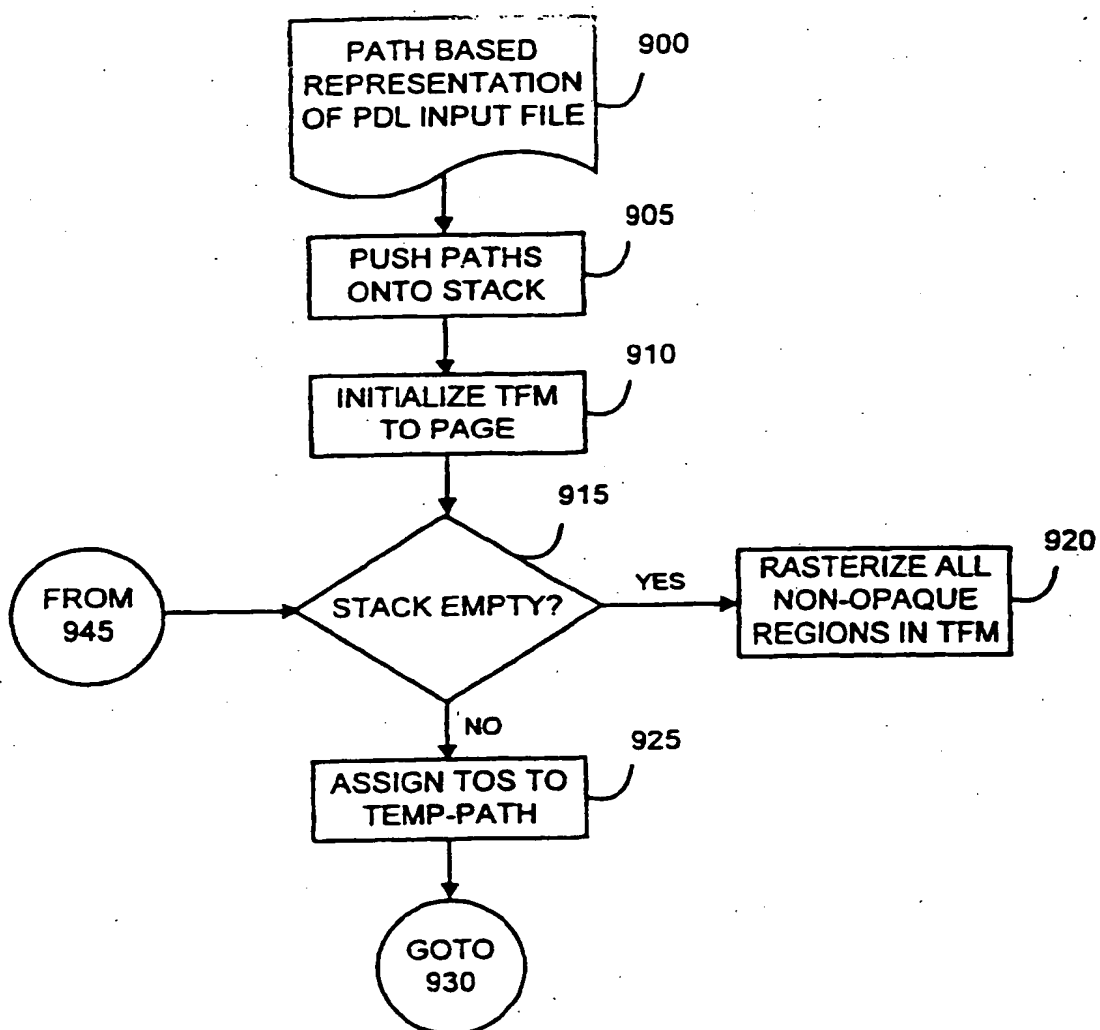 PATH BASED
REPRESENTATION
OF PDL INPUT FILE
900
905
PUSH PATHS
ONTO STACK
910
INITIALIZE TFM
TO PAGE
915
FROM
945
STACK EMPTY?
YES
920
RASTERIZE ALL
NON-OPAQUE
REGIONS IN TFM
NO
925
ASSIGN TOS TO
TEMP-PATH
GOTO
930